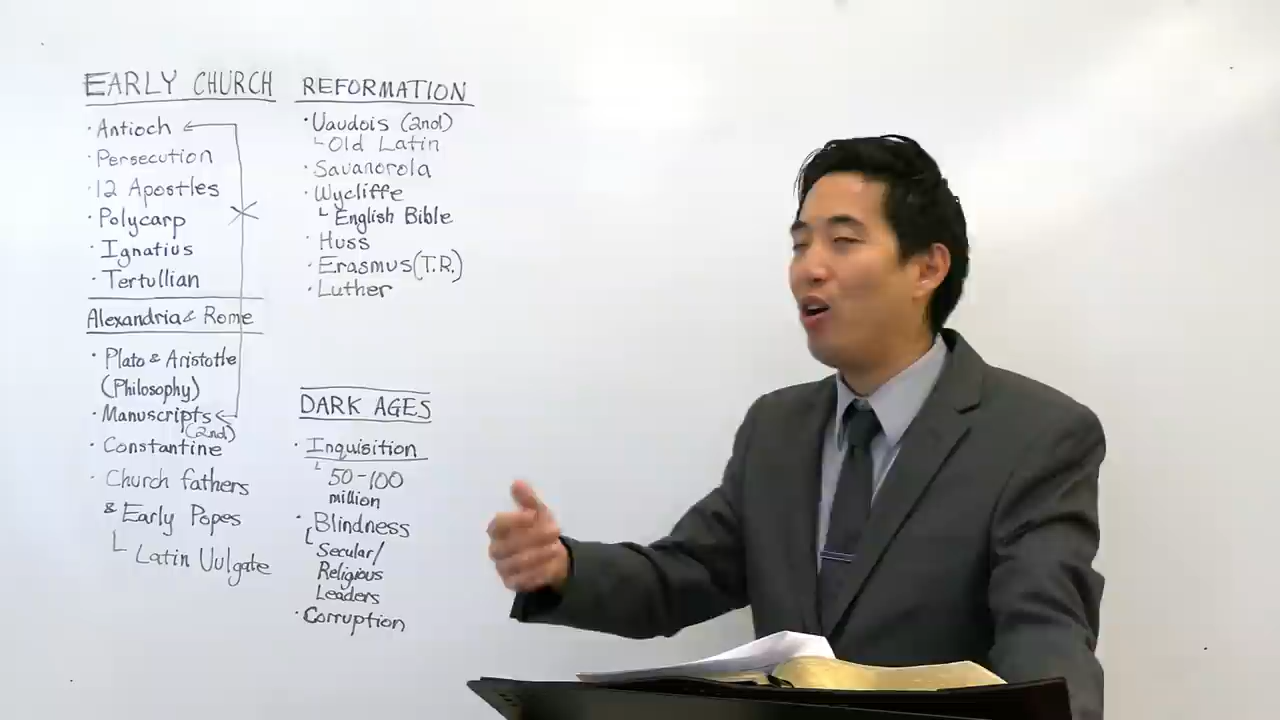 EARLY CHURCH
· Antioch
· Persecution
· 12 Apostles
· Polycarp
· Ignatius
· Tertullian
Alexandria & Rome
· Plato & Aristothe
(Philosophy)
· Manuscripts
(2nd)
· Constantine
· Church fathers
& Early Popes
└ Latin Vulgate
REFORMATION
· Vaudois (2nd)
└ Old Latin
· Savanorola
· Wycliffe
└ English Bible
· Huss
· Erasmus (T.R.)
· Luther
DARK AGES
· Inquisition
└ 50-100
million
· Blindness
└ Secular/
Religious
Leaders
· Corruption